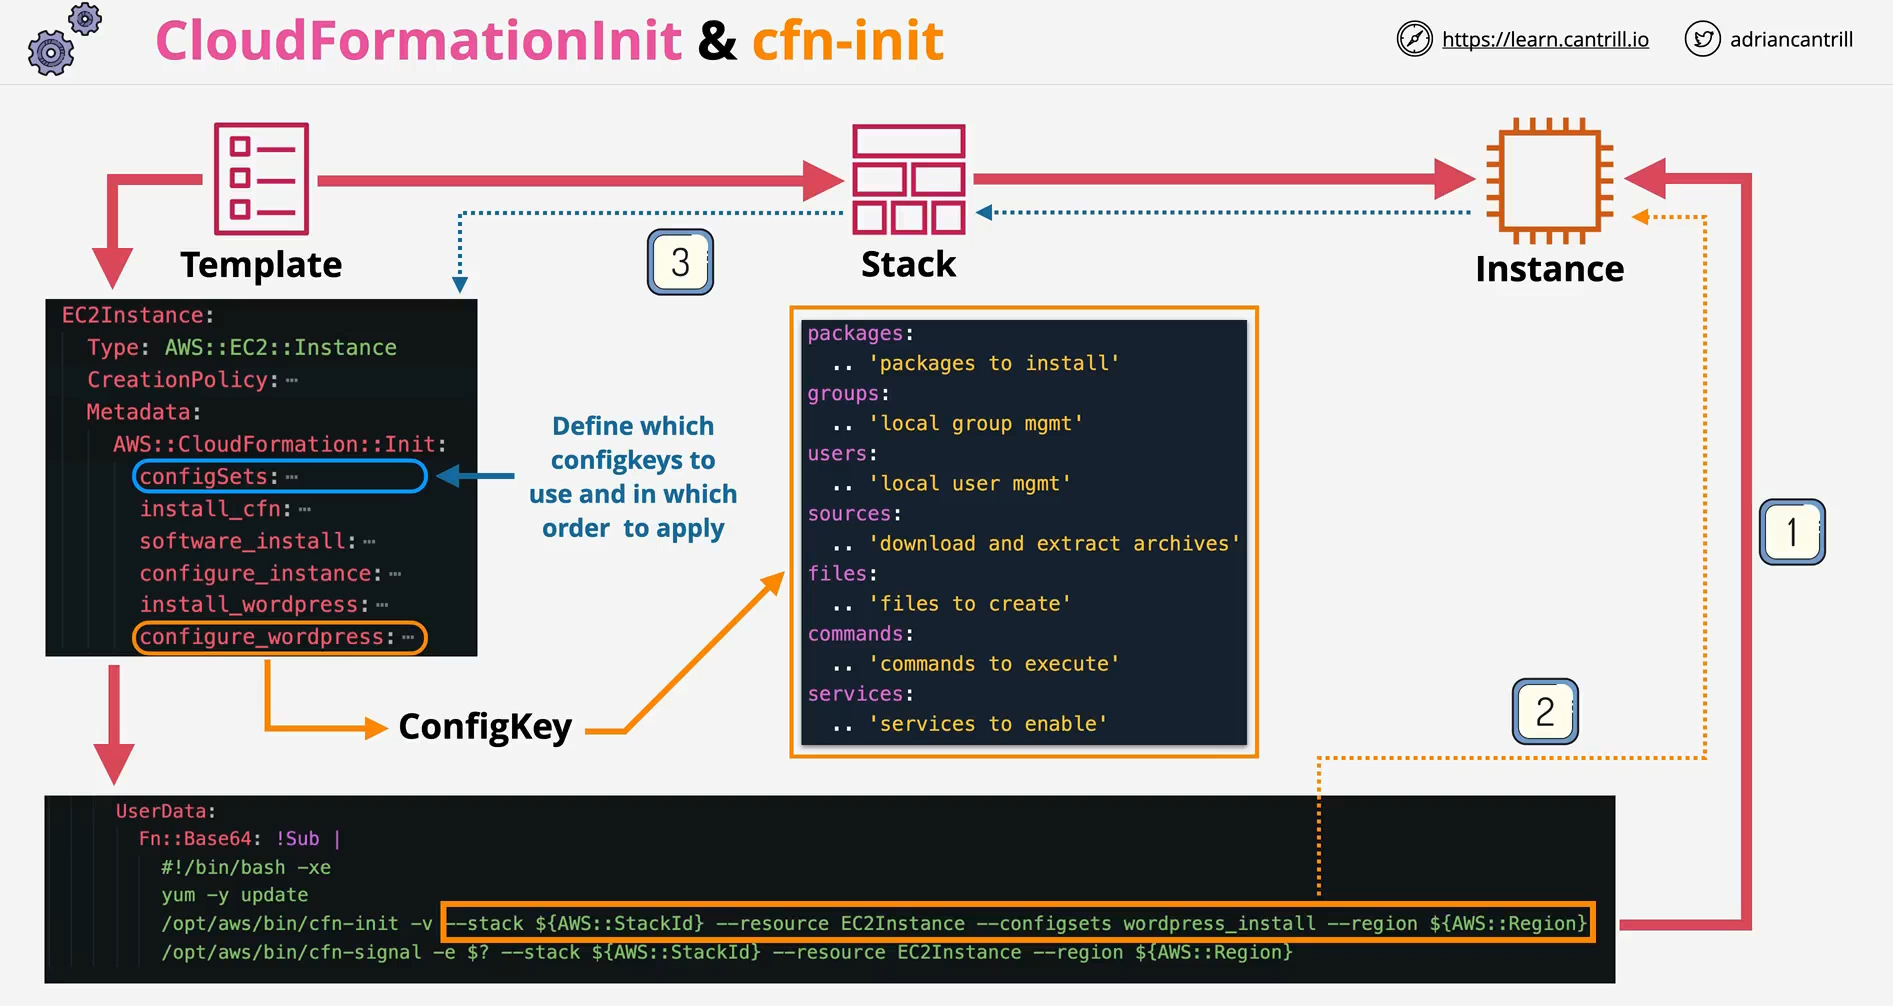 CloudFormationInit & cfn-init
https://learn.cantrill.io
adriancantrill
Template
Stack
Instance
3
EC2Instance:
Type: AWS::EC2::Instance
CreationPolicy: ⋯
Metadata:
AWS::CloudFormation::Init:
configSets: ⋯
install_cfn: ⋯
software_install: ⋯
configure_instance: ⋯
install_wordpress: ⋯
configure_wordpress: ⋯
Define which
configkeys to
use and in which
order to apply
ConfigKey
packages:
.. 'packages to install'
groups:
.. 'local group mgmt'
users:
.. 'local user mgmt'
sources:
.. 'download and extract archives'
files:
.. 'files to create'
commands:
.. 'commands to execute'
services:
.. 'services to enable'
1
2
UserData:
Fn::Base64: !Sub |
#!/bin/bash -xe
yum -y update
/opt/aws/bin/cfn-init -v --stack ${AWS::StackId} --resource EC2Instance --configsets wordpress_install --region ${AWS::Region}
/opt/aws/bin/cfn-signal -e $? --stack ${AWS::StackId} --resource EC2Instance --region ${AWS::Region}